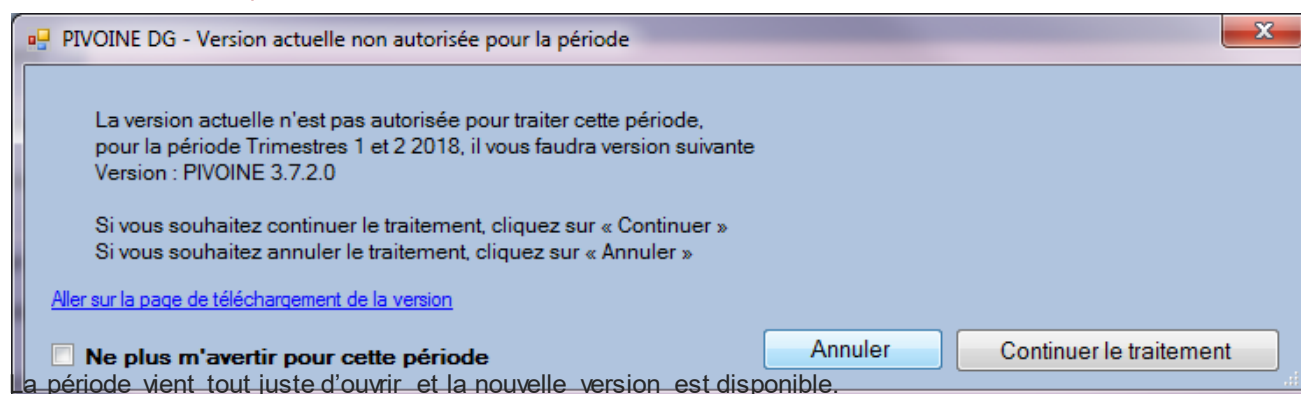 PIVOINE DG - Version actuelle non autorisée pour la période
La version actuelle n'est pas autorisée pour traiter cette période,
pour la période Trimestres 1 et 2 2018, il vous faudra version suivante
Version : PIVOINE 3.7.2.0
Si vous souhaitez continuer le traitement, cliquez sur « Continuer »
Si vous souhaitez annuler le traitement, cliquez sur « Annuler »
Aller sur la page de téléchargement de la version
Ne plus m'avertir pour cette période
Annuler
Continuer le traitement
La période vient tout juste d'ouvrir et la nouvelle version est disponible.